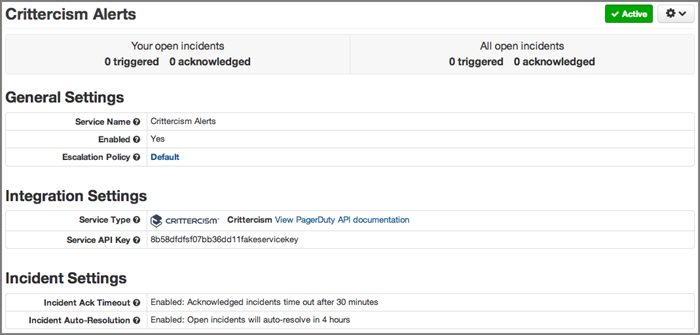 Crittercism Alerts
Active
Your open incidents All open incidents
0 triggered 0 acknowledged 0 triggered 0 acknowledged
General Settings
Service Name Crittercism Alerts
Enabled Yes
Escalation Policy Default
Integration Settings
Service Type CRITTERCISM Crittercism View PagerDuty API documentation
Service API Key 8b58dfdfsf07bb36dd11fakeservicekey
Incident Settings
Incident Ack Timeout Enabled: Acknowledged incidents time out after 30 minutes
Incident Auto-Resolution Enabled: Open incidents will auto-resolve in 4 hours